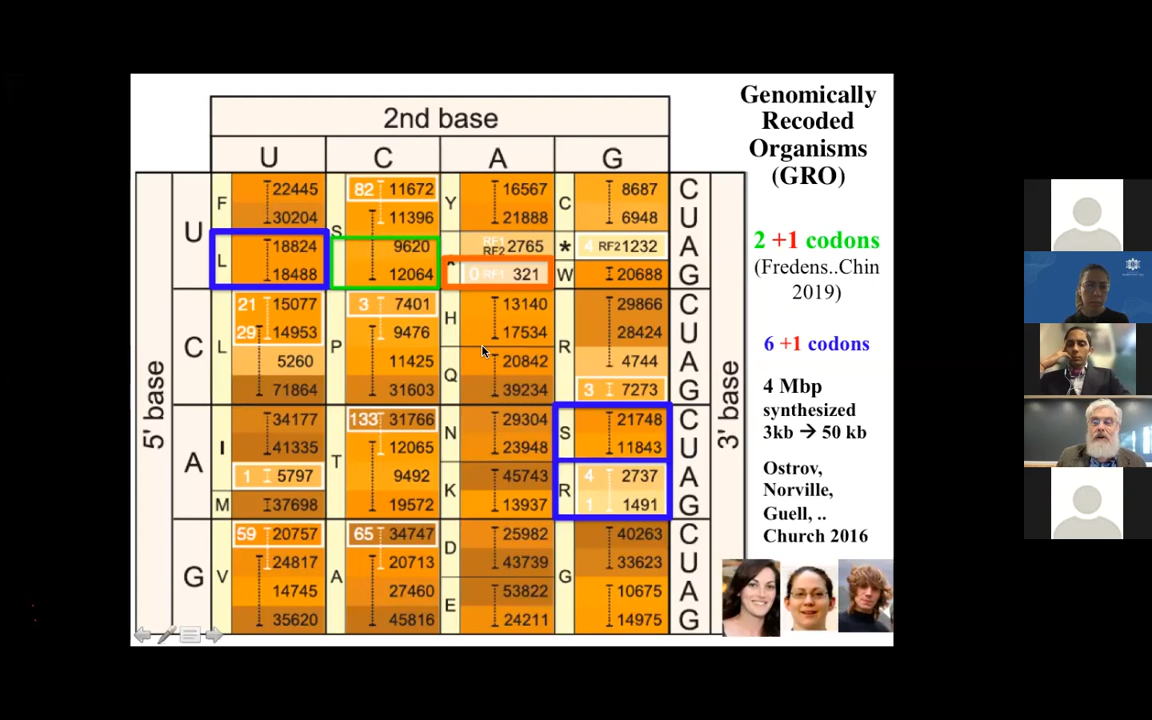 2nd base
U C A G
5' base
3' base
U
F 22445 S 82 11672 Y 16567 C 8687 C
30204 11396 21888 6948 U
L 18824 9620 RF1 RF2 2765 * 4 RF2 1232 A
18488 12064 * 0 RF1 321 W 20688 G
C
L 21 15077 P 3 7401 H 13140 R 29866 C
29 14953 9476 17534 28424 U
5260 11425 Q 20842 4744 A
71864 31603 39234 3 7273 G
A
I 34177 T 133 31766 N 29304 S 21748 C
41335 12065 23948 11843 U
1 5797 9492 K 45743 R 4 2737 A
M 37698 19572 13937 1 1491 G
G
V 59 20757 A 65 34747 D 25982 G 40263 C
24817 20713 43739 33623 U
14745 27460 E 53822 10675 A
35620 45816 24211 14975 G
Genomically
Recoded
Organisms
(GRO)
2 +1 codons
(Fredens..Chin
2019)
6 +1 codons
4 Mbp
synthesized
3kb → 50 kb
Ostrov,
Norville,
Guell, ..
Church 2016